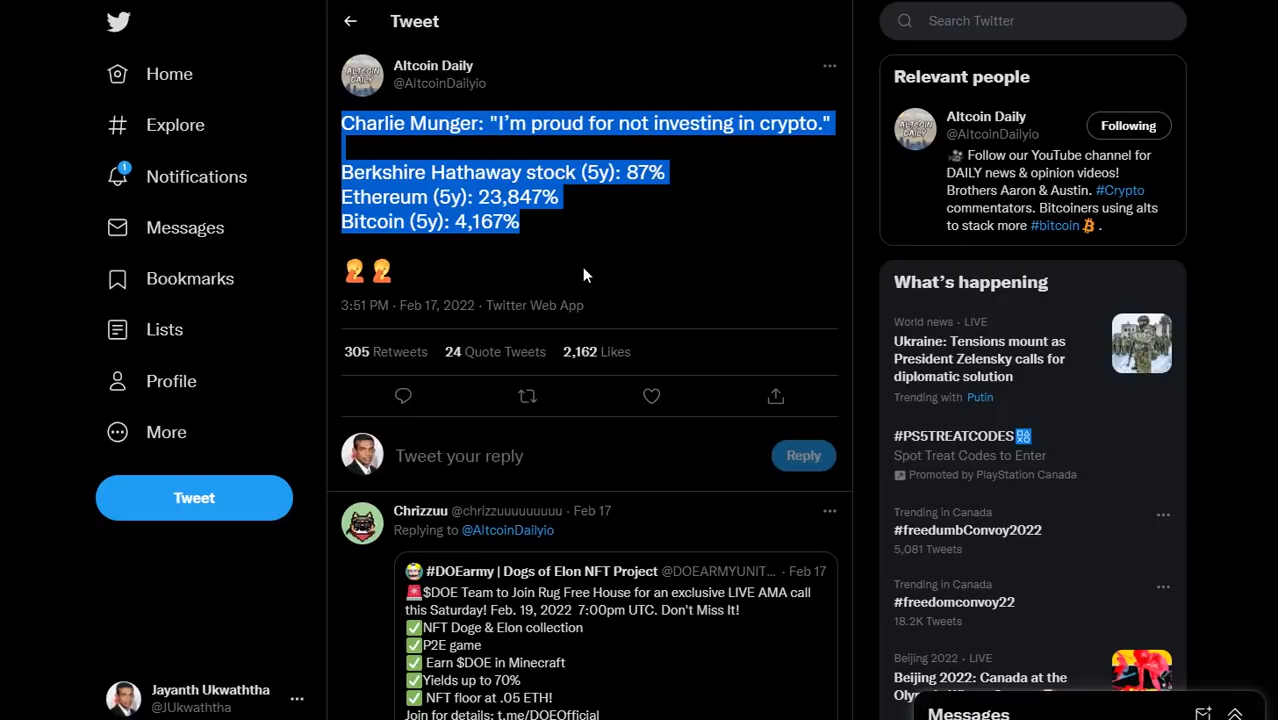 Home
Explore
1
Notifications
Messages
Bookmarks
Lists
Profile
More
Tweet
Jayanth Ukwaththa
@JUkwaththa
Tweet
ALTCOIN DAILY
Altcoin Daily
@AltcoinDailyio
Charlie Munger: "I’m proud for not investing in crypto."
Berkshire Hathaway stock (5y): 87%
Ethereum (5y): 23,847%
Bitcoin (5y): 4,167%
3:51 PM · Feb 17, 2022 · Twitter Web App
305 Retweets 24 Quote Tweets 2,162 Likes
Tweet your reply
Reply
Chrizzuu @chrizzuuuuuuuuu · Feb 17
Replying to @AltcoinDailyio
#DOEarmy | Dogs of Elon NFT Project @DOEARMYUNIT... · Feb 17
🚨$DOE Team to Join Rug Free House for an exclusive LIVE AMA call
this Saturday! Feb. 19, 2022 7:00pm UTC. Don't Miss It!
✅NFT Doge & Elon collection
✅P2E game
✅ Earn $DOE in Minecraft
✅Yields up to 70%
✅ NFT floor at .05 ETH!
Join for details: t.me/DOEOfficial
Search Twitter
Relevant people
ALTCOIN DAILY
Altcoin Daily
@AltcoinDailyio
Following
🎥 Follow our YouTube channel for
DAILY news & opinion videos!
Brothers Aaron & Austin. #Crypto
commentators. Bitcoiners using alts
to stack more #bitcoin .
What’s happening
World news · LIVE
Ukraine: Tensions mount as
President Zelensky calls for
diplomatic solution
Trending with Putin
#PS5TREATCODES
Spot Treat Codes to Enter
Promoted by PlayStation Canada
Trending in Canada
#freedumbConvoy2022
5,081 Tweets
Trending in Canada
#freedomconvoy22
18.2K Tweets
Beijing 2022 · LIVE
Beijing 2022: Canada at the
Messages